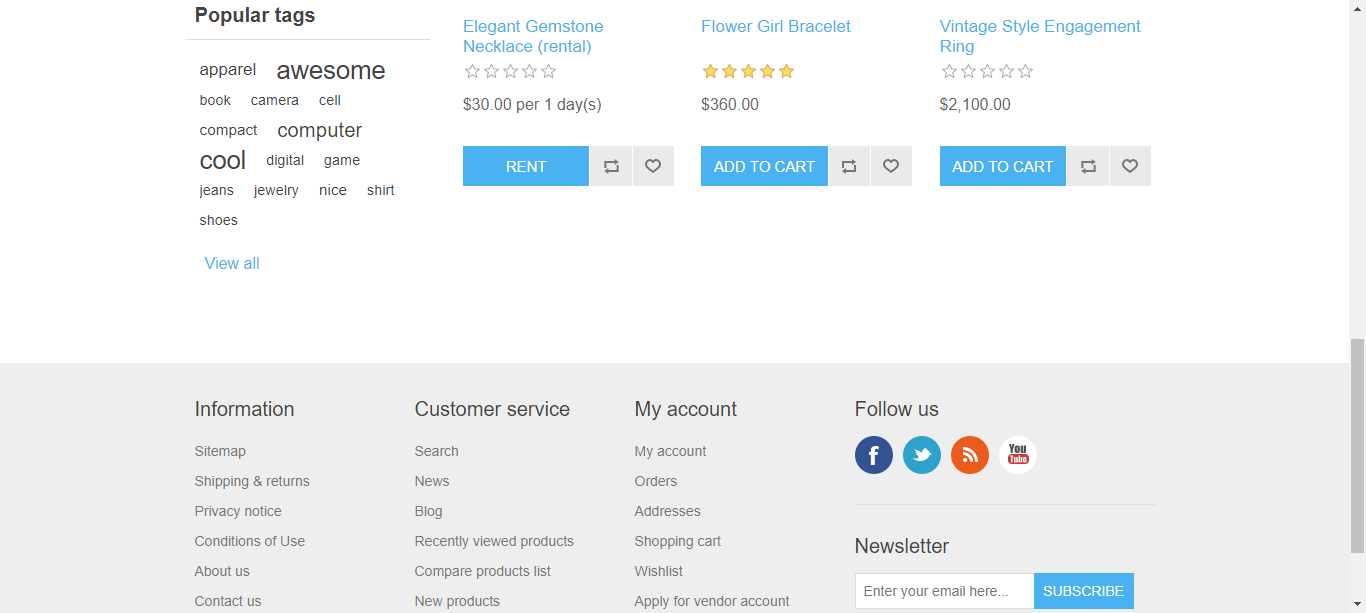 Popular tags
apparel awesome
book camera cell
compact computer
cool digital game
jeans jewelry nice shirt
shoes
View all
Elegant Gemstone
Necklace (rental)
$30.00 per 1 day(s)
RENT
Flower Girl Bracelet
$360.00
ADD TO CART
Vintage Style Engagement
Ring
$2,100.00
ADD TO CART
Information
Sitemap
Shipping & returns
Privacy notice
Conditions of Use
About us
Contact us
Customer service
Search
News
Blog
Recently viewed products
Compare products list
New products
My account
My account
Orders
Addresses
Shopping cart
Wishlist
Apply for vendor account
Follow us
f
You
Tube
Newsletter
Enter your email here...
SUBSCRIBE